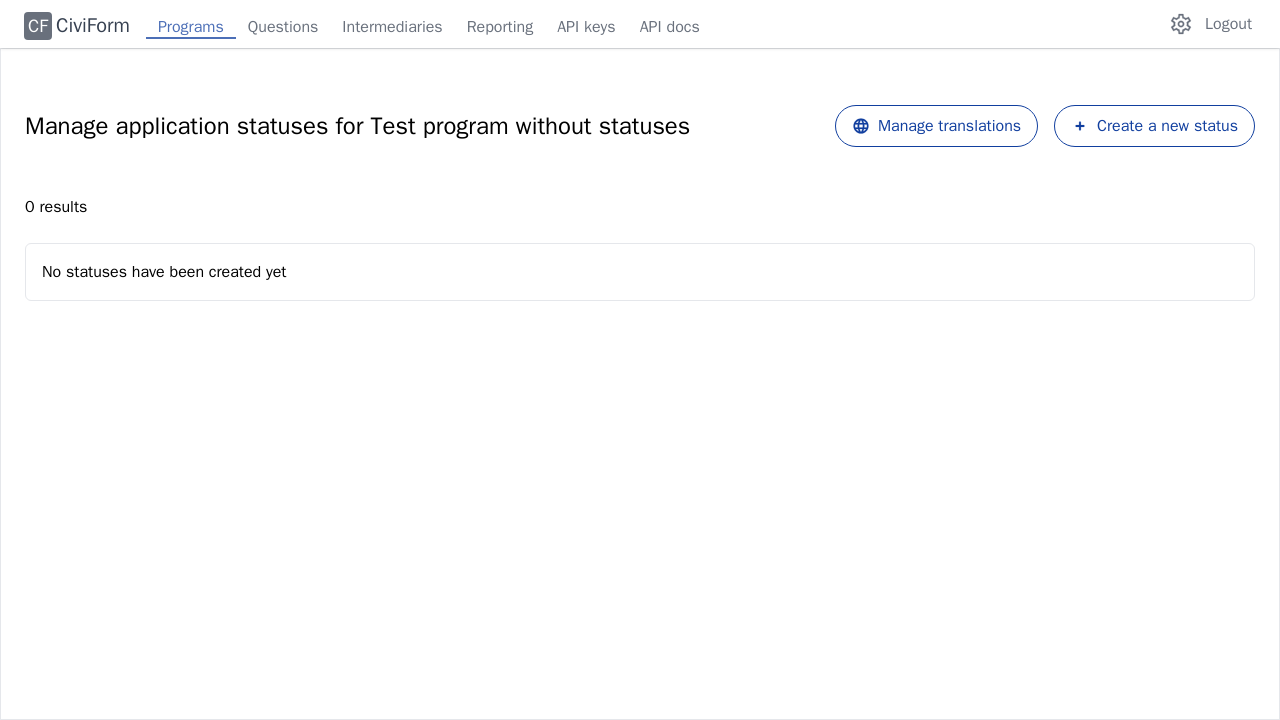 CF CiviForm Programs Questions Intermediaries Reporting API keys API docs Logout
Manage application statuses for Test program without statuses Manage translations + Create a new status
0 results
No statuses have been created yet